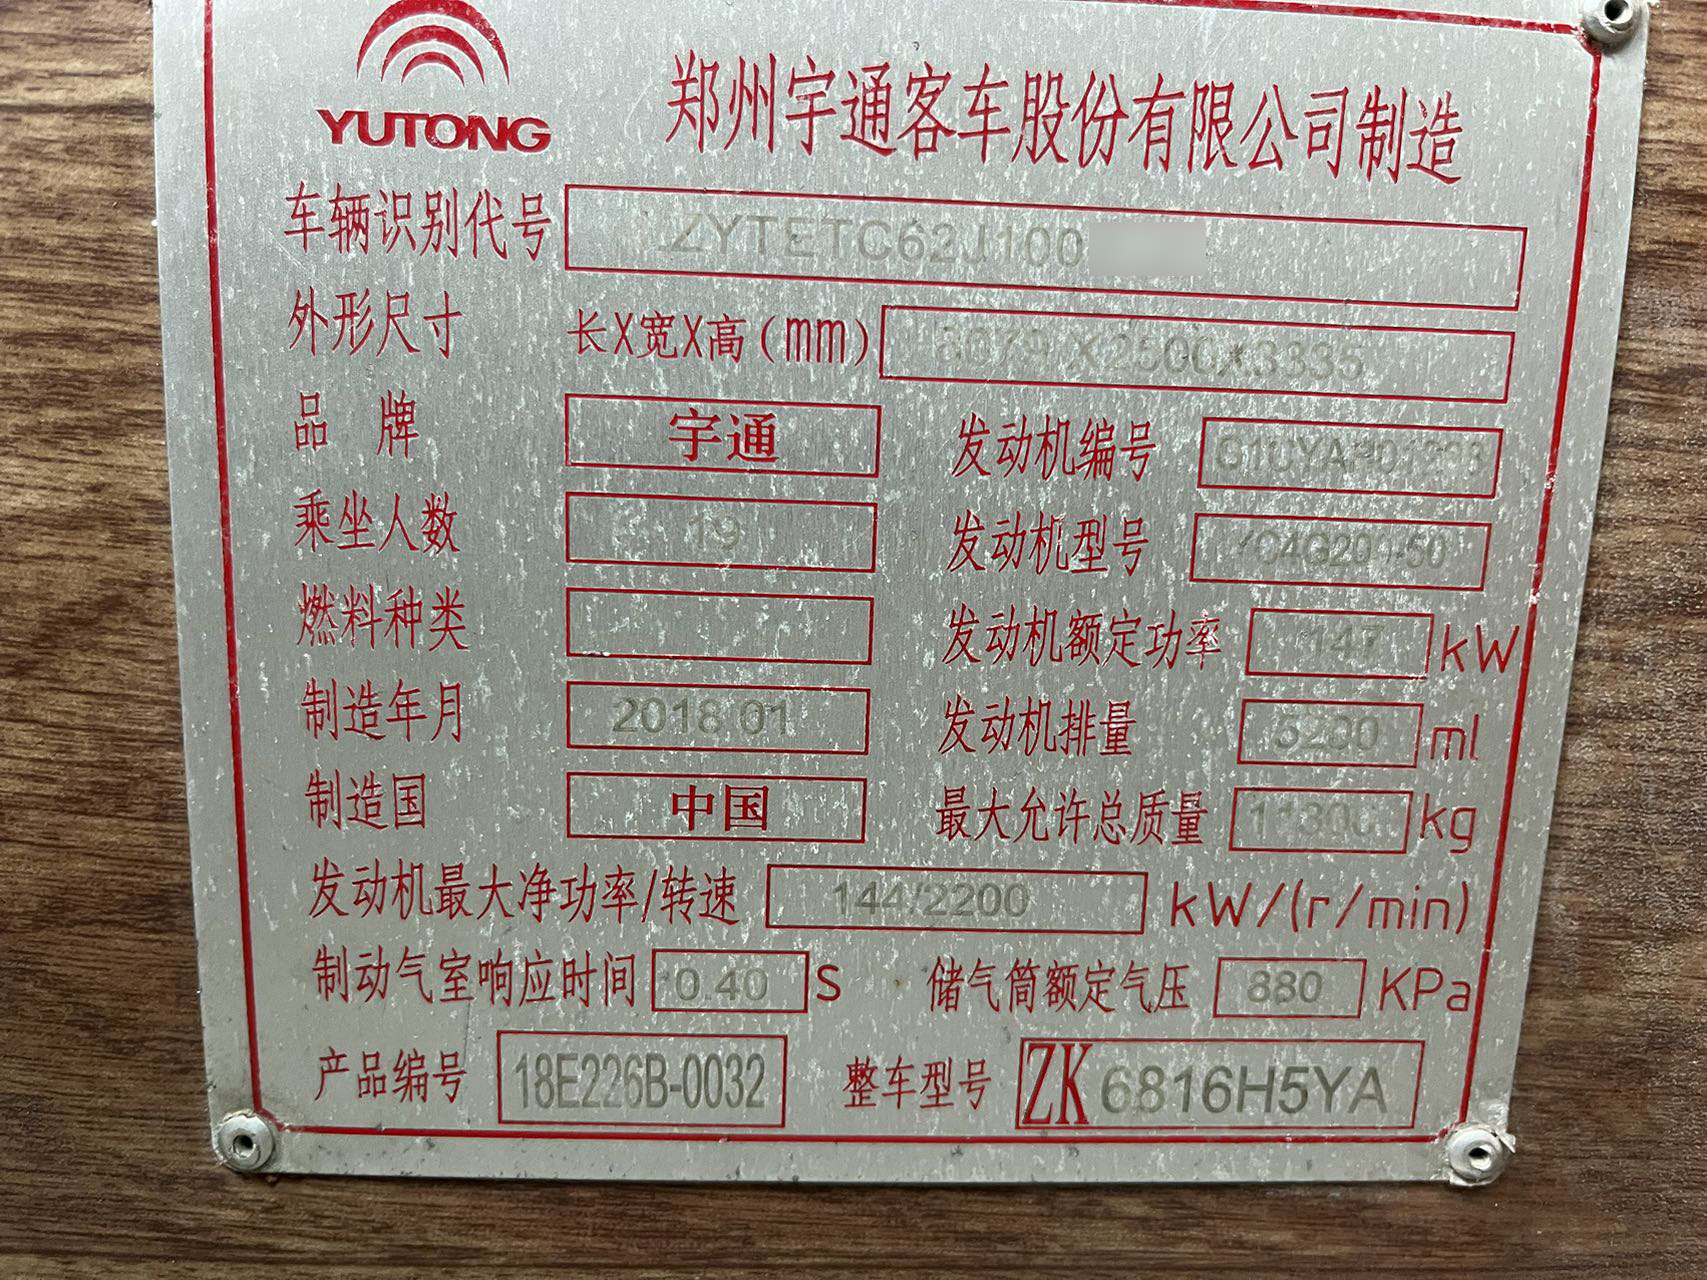 YUTONG
郑州宇通客车股份有限公司制造
车辆识别代号 LZYTETC62J100
外形尺寸 长X宽X高(mm) X2500X3335
品 牌 宇通 发动机编号
乘坐人数 19 发动机型号
燃料种类 发动机额定功率 147 kW
制造年月 2018 01 发动机排量 5200 ml
制造国 中国 最大允许总质量 kg
发动机最大净功率/转速 144/2200 kW/(r/min)
制动气室响应时间 0.40 S 储气筒额定气压 880 KPa
产品编号 18E226B-0032 整车型号 ZK 6816H5YA